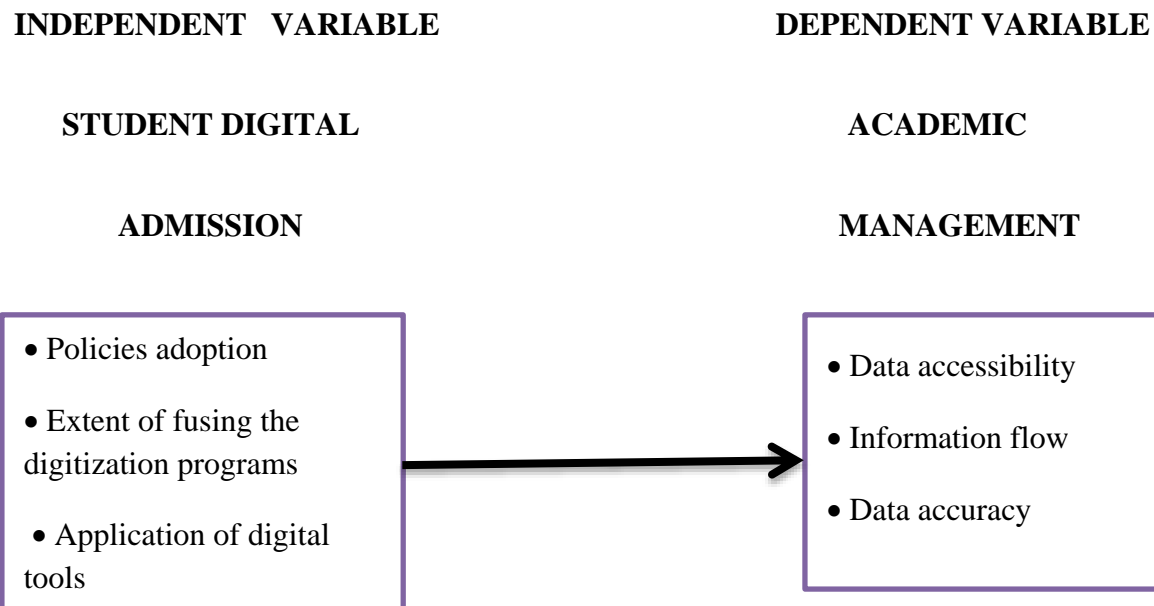 INDEPENDENT VARIABLE
DEPENDENT VARIABLE
STUDENT DIGITAL
ADMISSION
ACADEMIC
MANAGEMENT
• Policies adoption
• Extent of fusing the
digitization programs
• Application of digital
tools
• Data accessibility
• Information flow
• Data accuracy